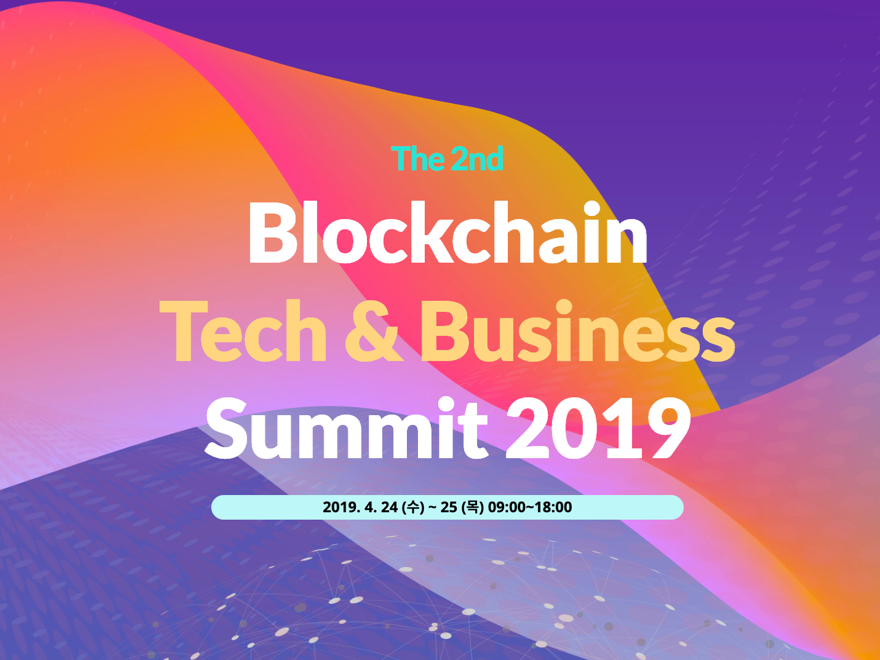 The 2nd
Blockchain
Tech & Business
Summit 2019
2019. 4. 24 (수) ~ 25 (목) 09:00~18:00